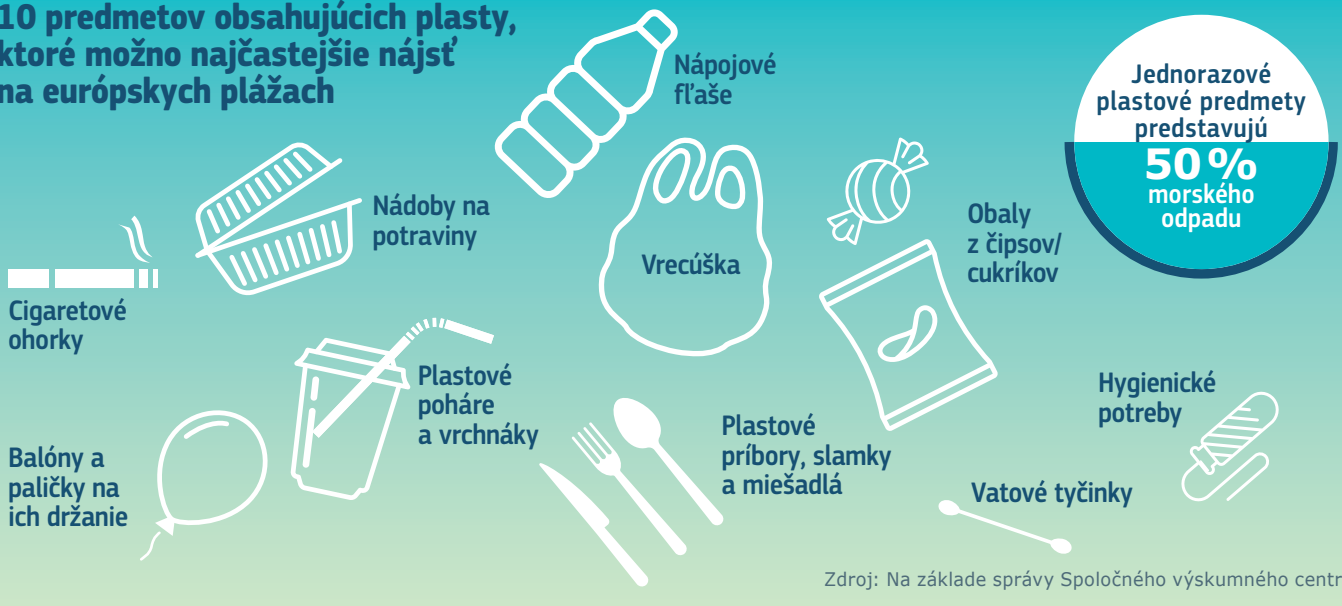 10 predmetov obsahujúcich plasty,
ktoré možno najčastejšie nájsť
na európskych plážach
Nápojové
fľaše
Jednorazové
plastové predmety
predstavujú
50 %
morského
odpadu
Nádoby na
potraviny
Vrecúška
Obaly
z čipsov/
cukríkov
Cigaretové
ohorky
Plastové
poháre
a vrchnáky
Hygienické
potreby
Balóny a
paličky na
ich držanie
Plastové
príbory, slamky
a miešadlá
Vatové tyčinky
Zdroj: Na základe správy Spoločného výskumného centr